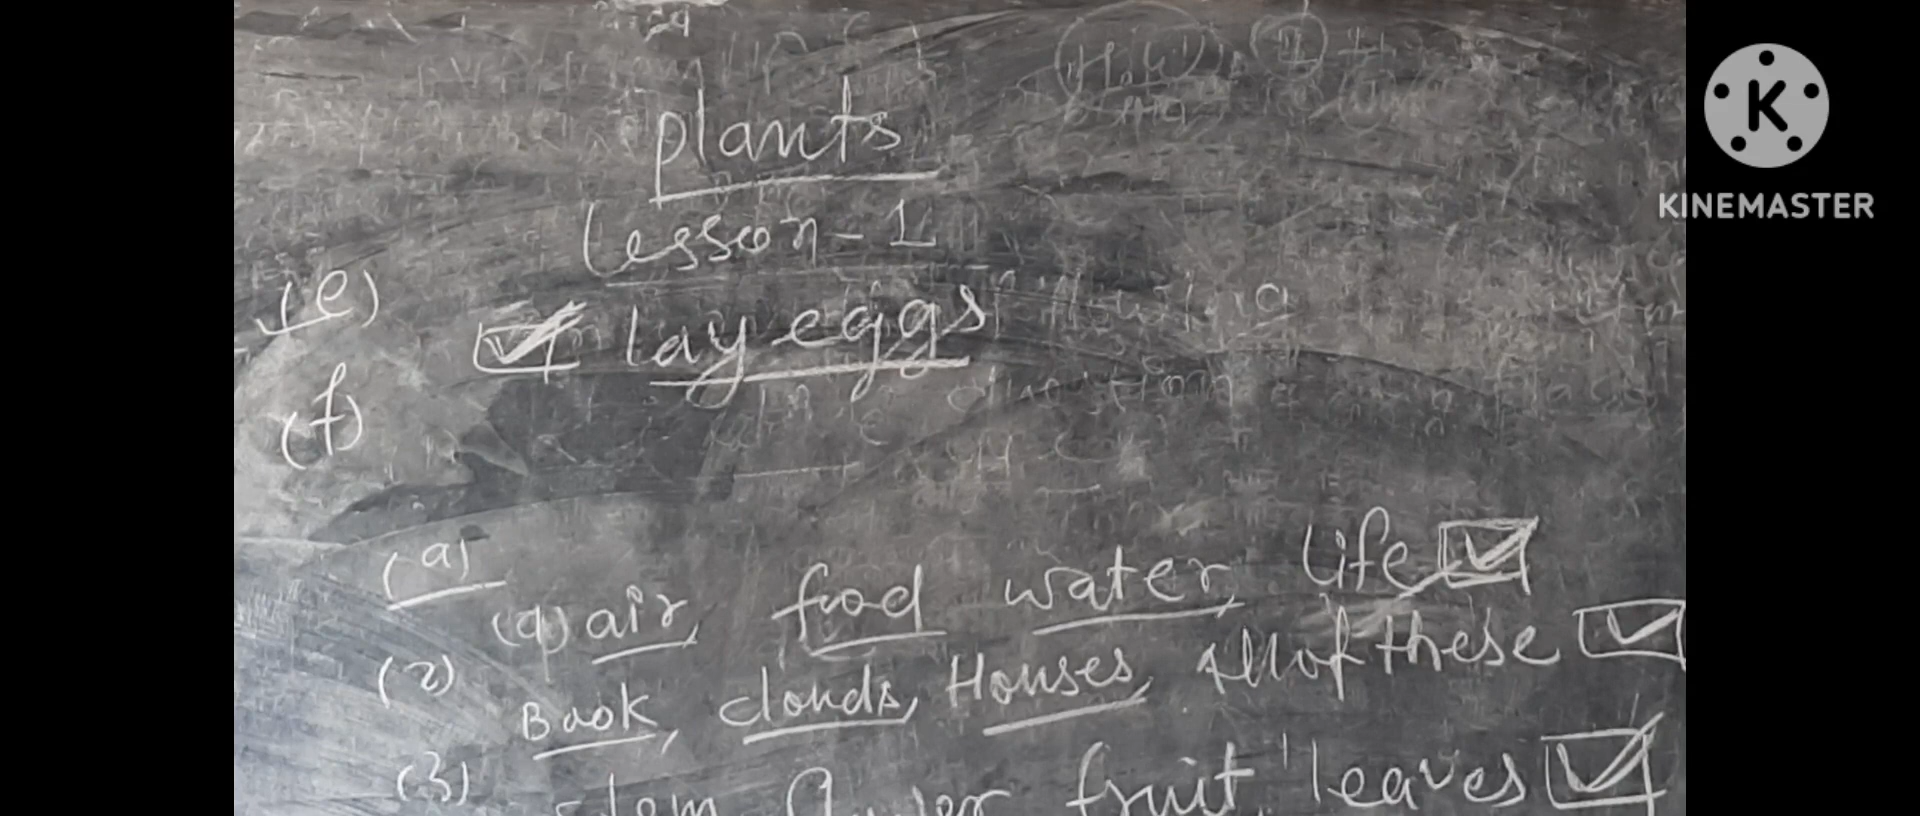 plants
Lesson - 1
(e) lay eggs
(f)
(a)
(q) air, food water, life
(2) Book, clouds, Houses, All of these
(3) stem flower fruit, leaves
K
KINEMASTER